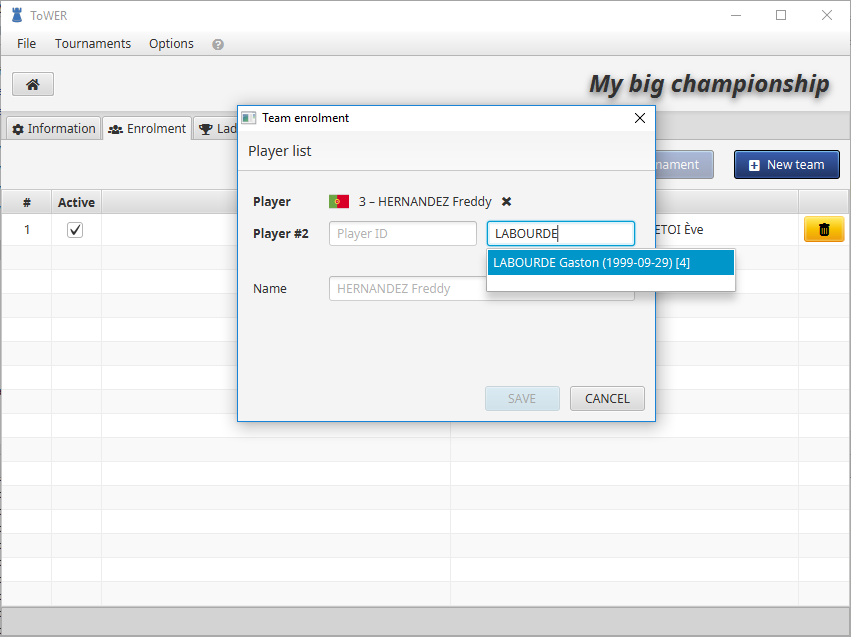 ToWER
File Tournaments Options ?
My big championship
Information Enrolment Lad
Team enrolment
Player list
nament New team
# Active
Player 3 – HERNANDEZ Freddy
1 ETOI Ève
Player #2 Player ID LABOURDE
LABOURDE Gaston (1999-09-29) [4]
Name HERNANDEZ Freddy
SAVE CANCEL